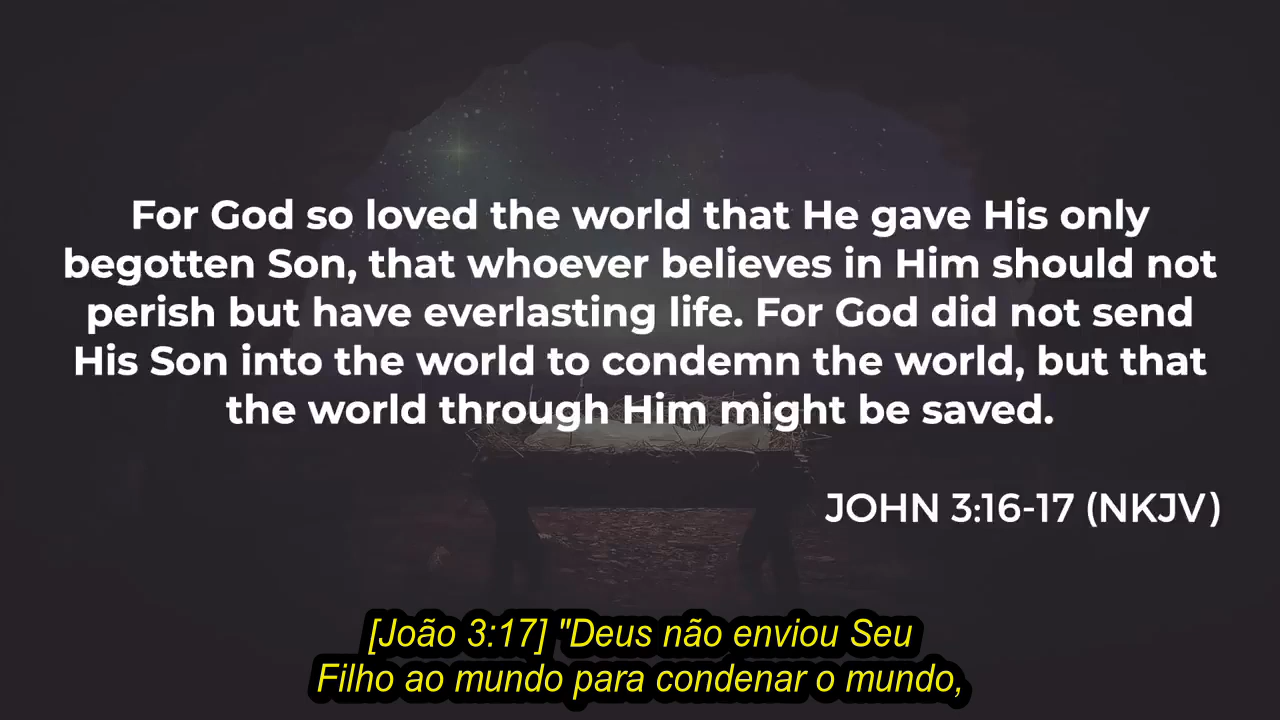 For God so loved the world that He gave His only
begotten Son, that whoever believes in Him should not
perish but have everlasting life. For God did not send
His Son into the world to condemn the world, but that
the world through Him might be saved.
JOHN 3:16-17 (NKJV)
[João 3:17] "Deus não enviou Seu
Filho ao mundo para condenar o mundo,